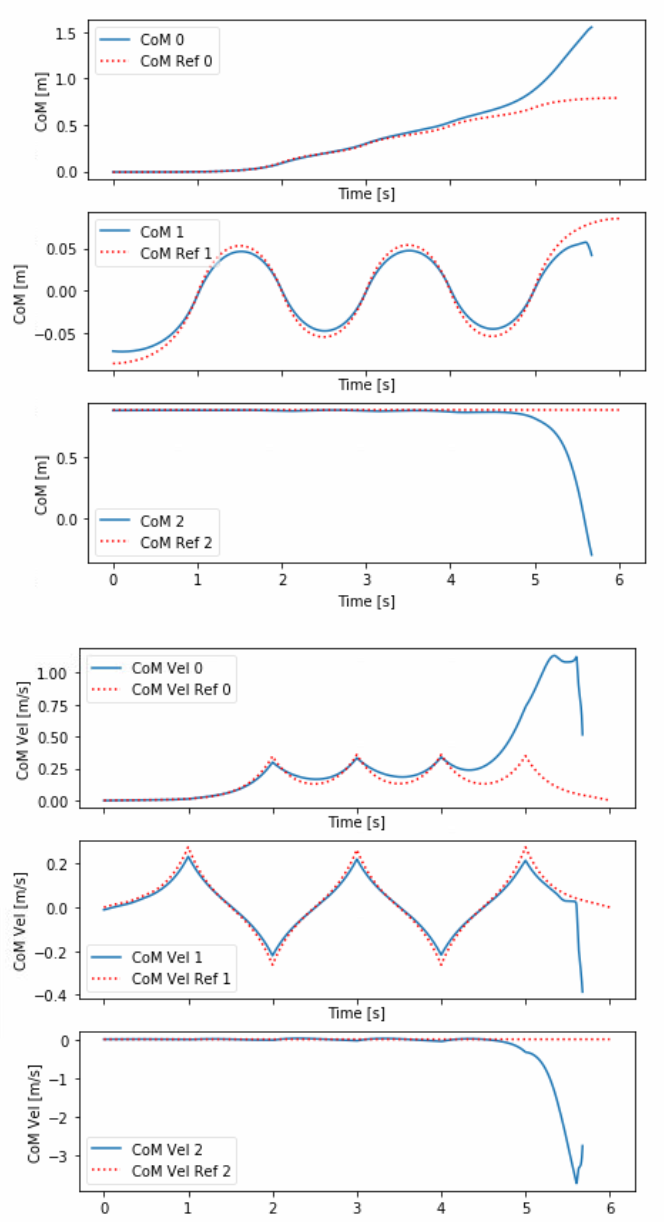 CoM 0
CoM Ref 0
1.5
1.0
0.5
0.0
CoM [m]
Time [s]
CoM 1
CoM Ref 1
0.05
0.00
−0.05
CoM [m]
Time [s]
0.5
0.0
CoM [m]
CoM 2
CoM Ref 2
0 1 2 3 4 5 6
Time [s]
CoM Vel 0
CoM Vel Ref 0
1.00
0.75
0.50
0.25
0.00
CoM Vel [m/s]
Time [s]
0.2
0.0
−0.2
−0.4
CoM Vel [m/s]
CoM Vel 1
CoM Vel Ref 1
Time [s]
0
−1
−2
−3
CoM Vel [m/s]
CoM Vel 2
CoM Vel Ref 2
0 1 2 3 4 5 6